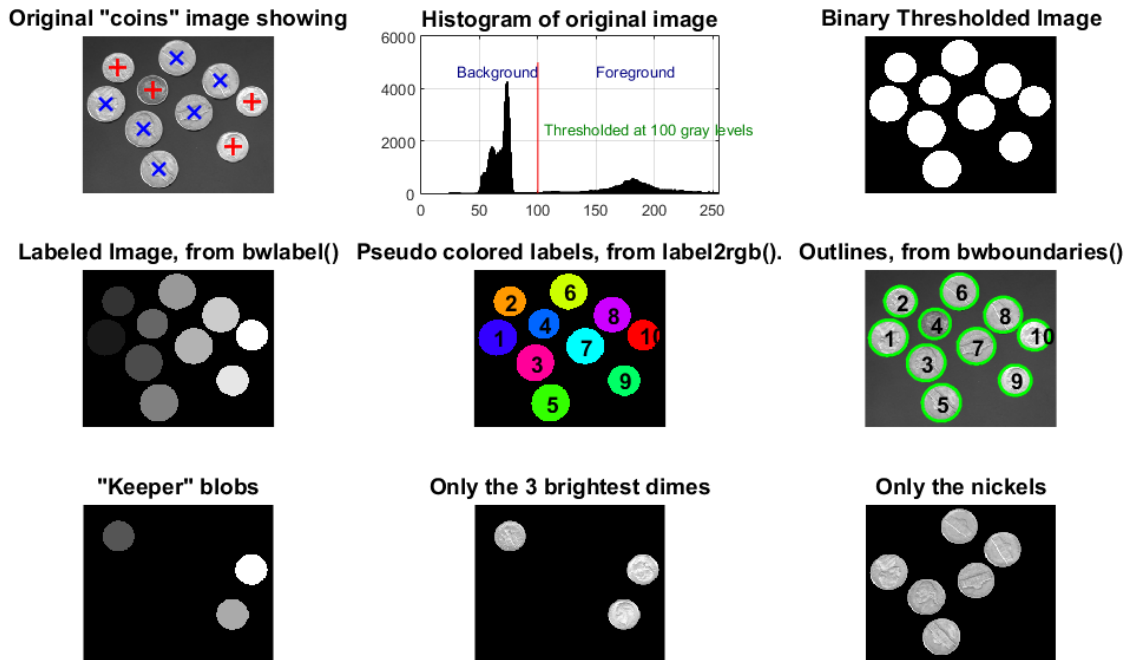 Original "coins" image showing
Histogram of original image
6000
4000
2000
0
Background
Foreground
Thresholded at 100 gray levels
0 50 100 150 200 250
Binary Thresholded Image
Labeled Image, from bwlabel()
Pseudo colored labels, from label2rgb().
2
6
8
4
10
1
7
3
9
5
Outlines, from bwboundaries()
2
6
8
4
10
1
7
3
9
5
"Keeper" blobs
Only the 3 brightest dimes
Only the nickels